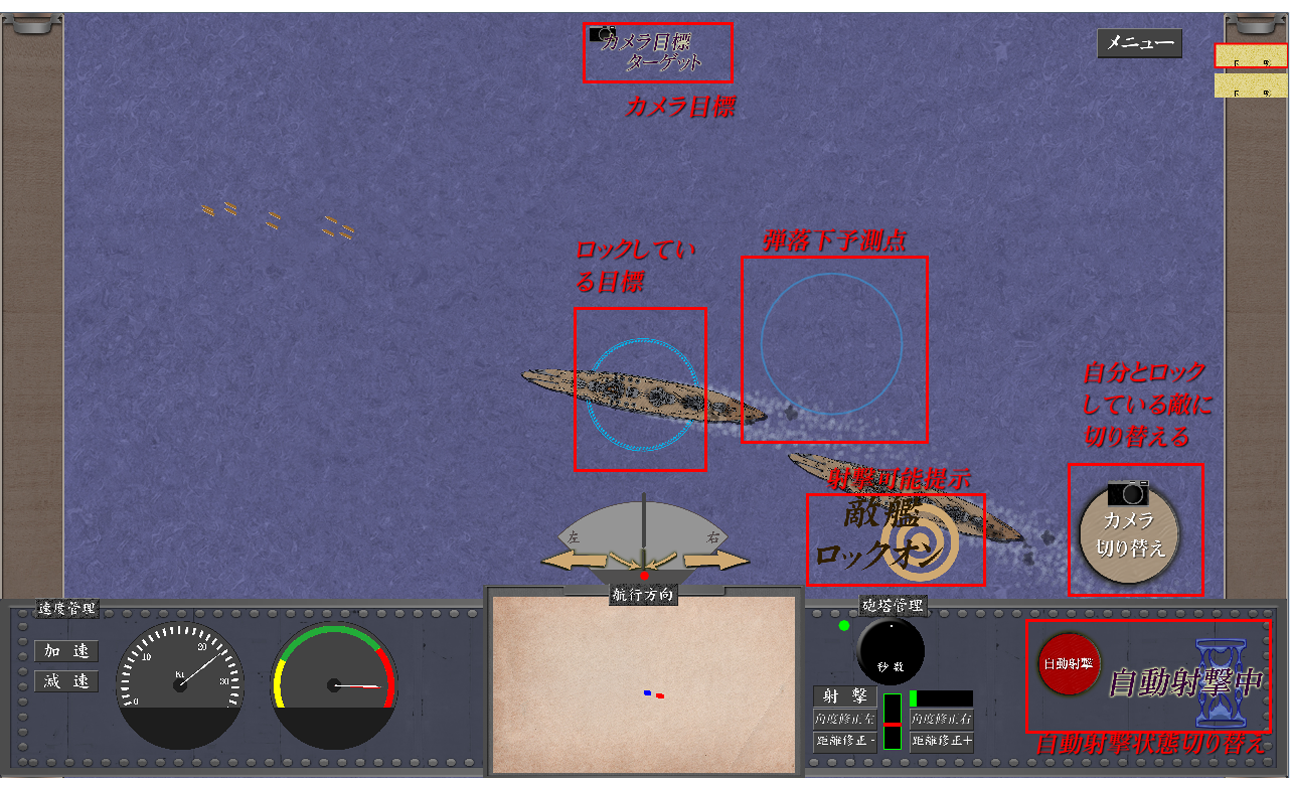 カメラ目標
ターゲット
メニュー
カメラ目標
ロックしてい
る目標
弾落下予測点
自分とロック
している敵に
切り替える
射撃可能提示
敵艦
ロックオン
カメラ
切り替え
左
右
航行方向
速度管理
加 速
減 速
10
20
30
0
Kt
砲塔管理
秒数
射 撃
角度修正左
角度修正右
距離修正-
距離修正+
自動射撃
自動射撃中
自動射撃状態切り替え